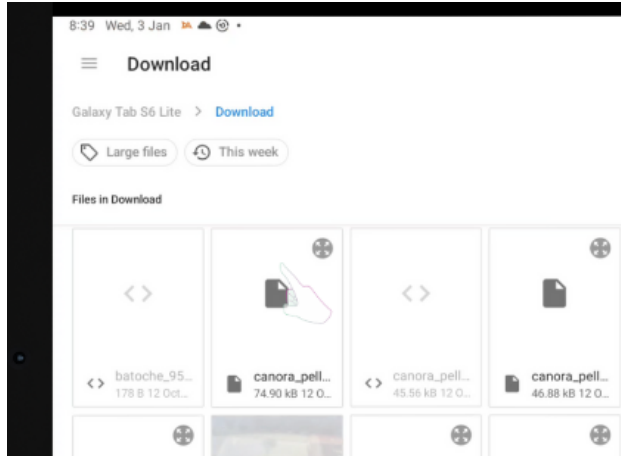 8:39 Wed, 3 Jan
Download
Galaxy Tab S6 Lite > Download
Large files
This week
Files in Download
batoche_95...
178 B 12 Oct...
canora_pell...
74.90 kB 12 O...
canora_pell...
45.56 kB 12 O...
canora_pell...
46.88 kB 12 O...